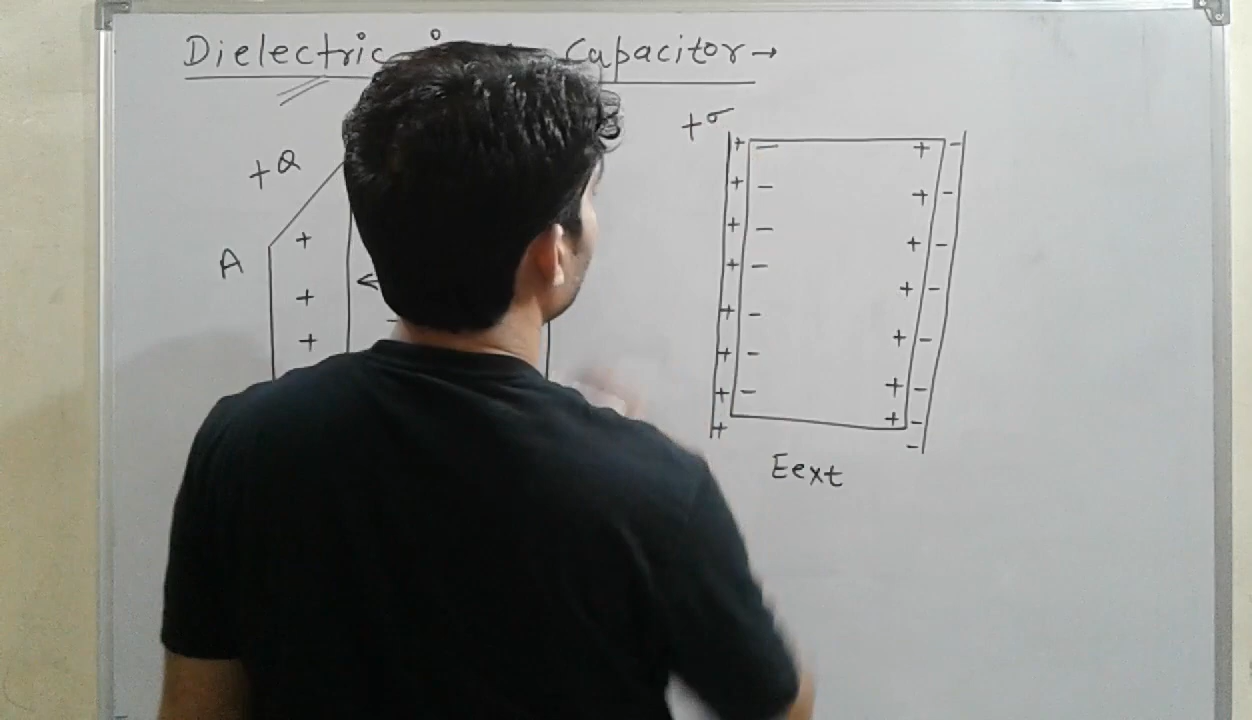 Dielectric Capacitor →
+Q
A
+
+
+
+σ
+ − + −
+ − + −
+ − + −
+ − + −
+ − + −
+ − + −
+ − + −
+ −
Eext